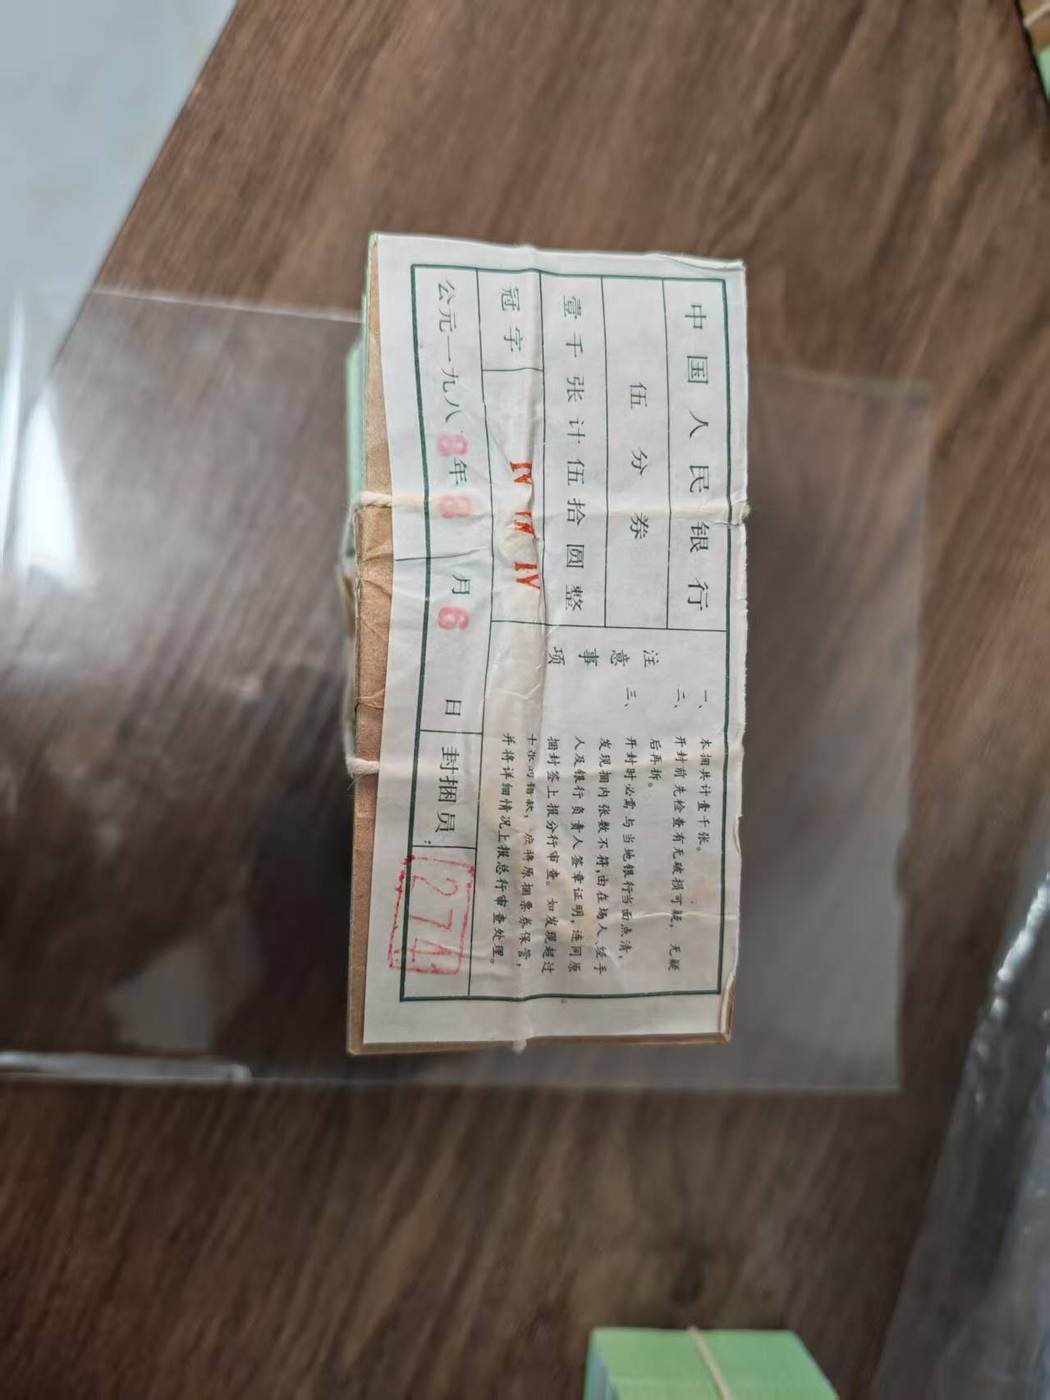 中国人民银行
伍分券
壹千张计伍拾圆整
冠字 IV IV IV
公元一九八8年8月6日 封捆员: 274
注意事项
一、本捆共计壹千张。
二、开封前先检查有无破损可疑,无疑
后再拆。
三、开封时必需与当地银行当面点清,
发现捆内张数不符,由在场人、经手
人及银行负责人签章证明,连同原
捆封签上报分行审查。如发现超过
十张的错款,应将原捆票券保管,
并将详细情况上报总行审查处理。